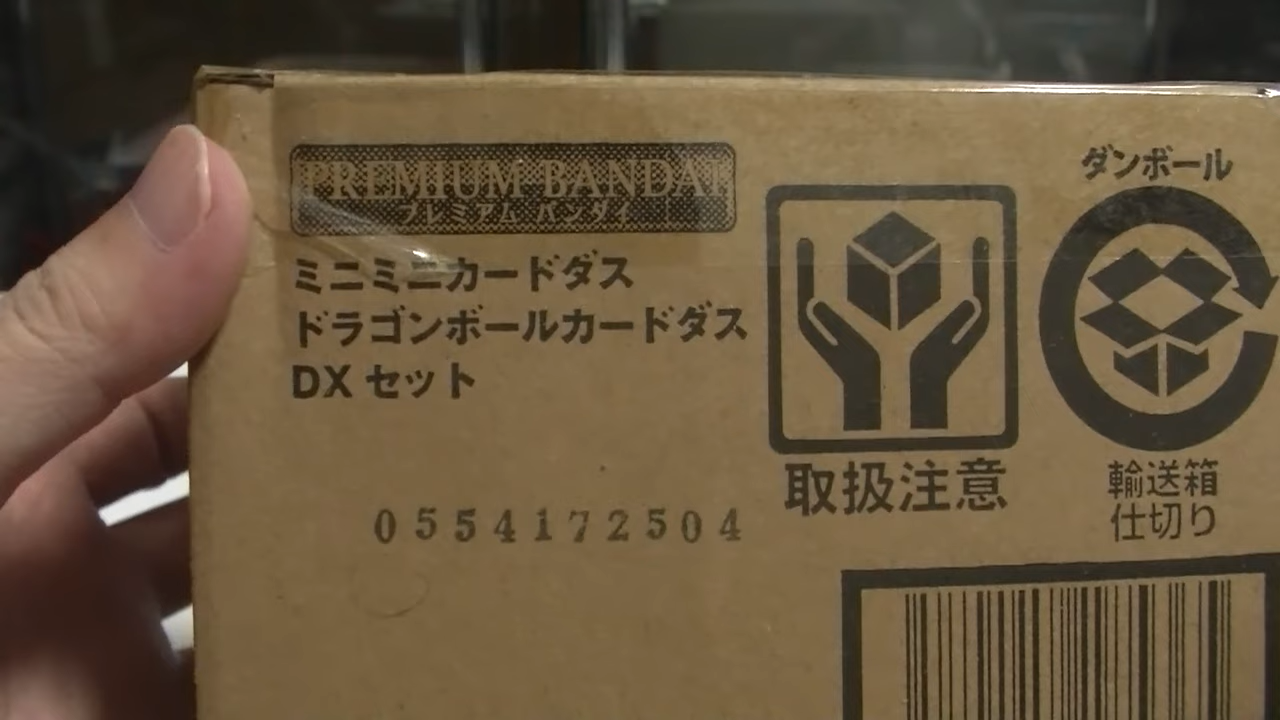 PREMIUM BANDAI
プレミアム バンダイ
ミニミニカードダス
ドラゴンボールカードダス
DX セット
0554172504
取扱注意
ダンボール
輸送箱
仕切り